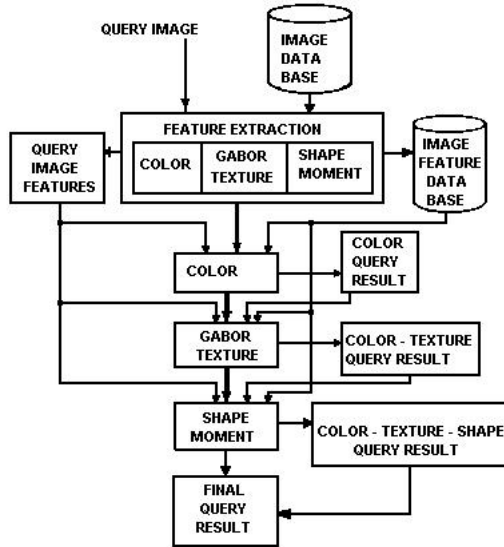 QUERY IMAGE
IMAGE
DATA
BASE
FEATURE EXTRACTION
COLOR
GABOR
TEXTURE
SHAPE
MOMENT
QUERY
IMAGE
FEATURES
IMAGE
FEATURE
DATA
BASE
COLOR
COLOR
QUERY
RESULT
GABOR
TEXTURE
COLOR - TEXTURE
QUERY RESULT
SHAPE
MOMENT
COLOR - TEXTURE - SHAPE
QUERY RESULT
FINAL
QUERY
RESULT